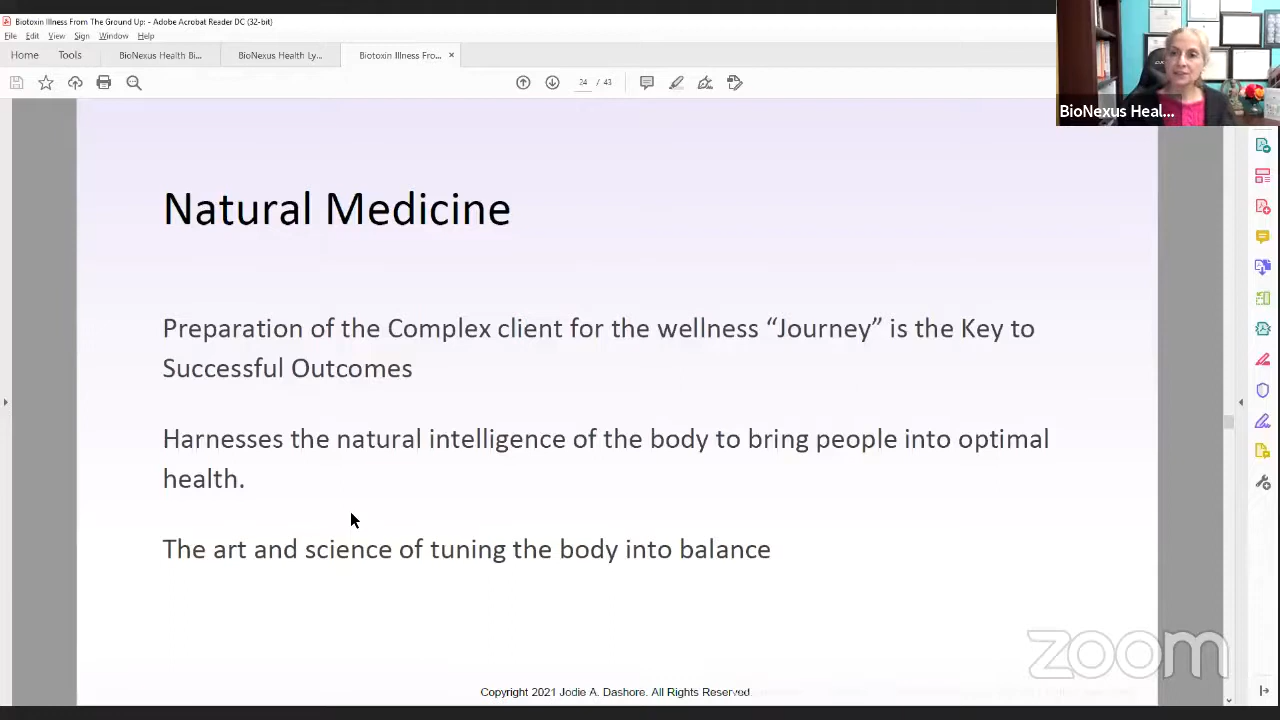 Biotoxin Illness From The Ground Up: - Adobe Acrobat Reader DC (32-bit)
File Edit View Sign Window Help
Home Tools BioNexus Health Bi... BioNexus Health Ly... Biotoxin Illness Fro... ×
24 / 43
BioNexus Heal...
Natural Medicine
Preparation of the Complex client for the wellness “Journey” is the Key to
Successful Outcomes
Harnesses the natural intelligence of the body to bring people into optimal
health.
The art and science of tuning the body into balance
zoom
Copyright 2021 Jodie A. Dashore. All Rights Reserved.